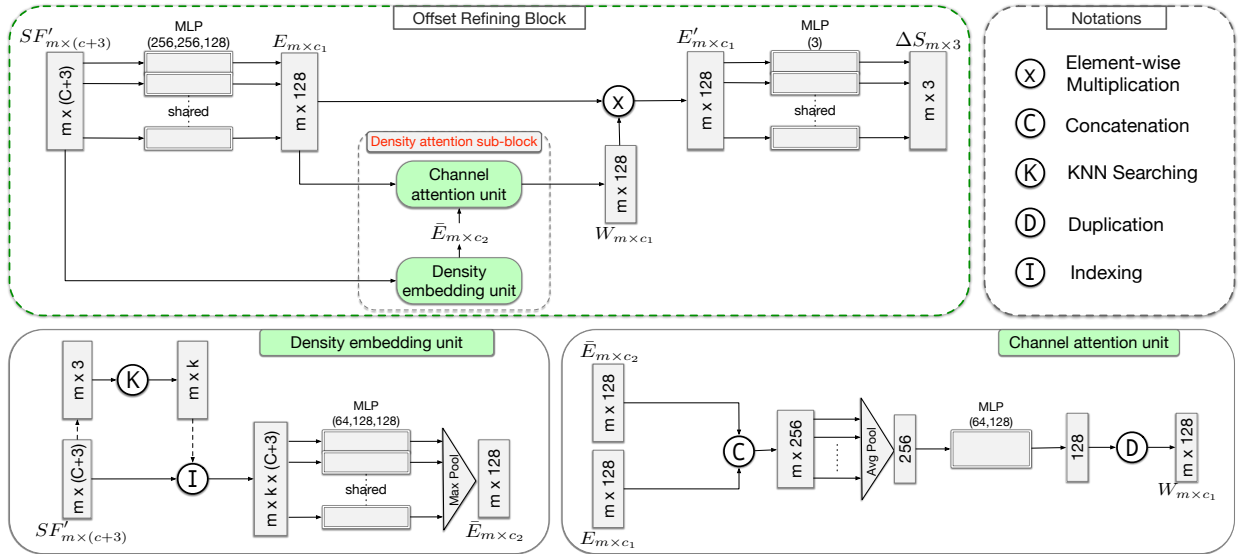 Offset Refining Block
SF′m×(c+3)
MLP
(256,256,128)
Em×c1
E′m×c1
MLP
(3)
ΔSm×3
m x (C+3)
shared
m x 128
X
m x 128
shared
m x 3
Density attention sub-block
Channel
attention unit
m x 128
Ēm×c2
Wm×c1
Density
embedding unit
Notations
X
Element-wise
Multiplication
C
Concatenation
K
KNN Searching
D
Duplication
I
Indexing
Density embedding unit
m x 3
K
m x k
m x (C+3)
I
SF′m×(c+3)
m x k x (C+3)
MLP
(64,128,128)
shared
Max Pool
m x 128
Ēm×c2
Channel attention unit
Ēm×c2
m x 128
m x 128
Em×c1
C
m x 256
Avg Pool
256
MLP
(64,128)
128
D
m x 128
Wm×c1